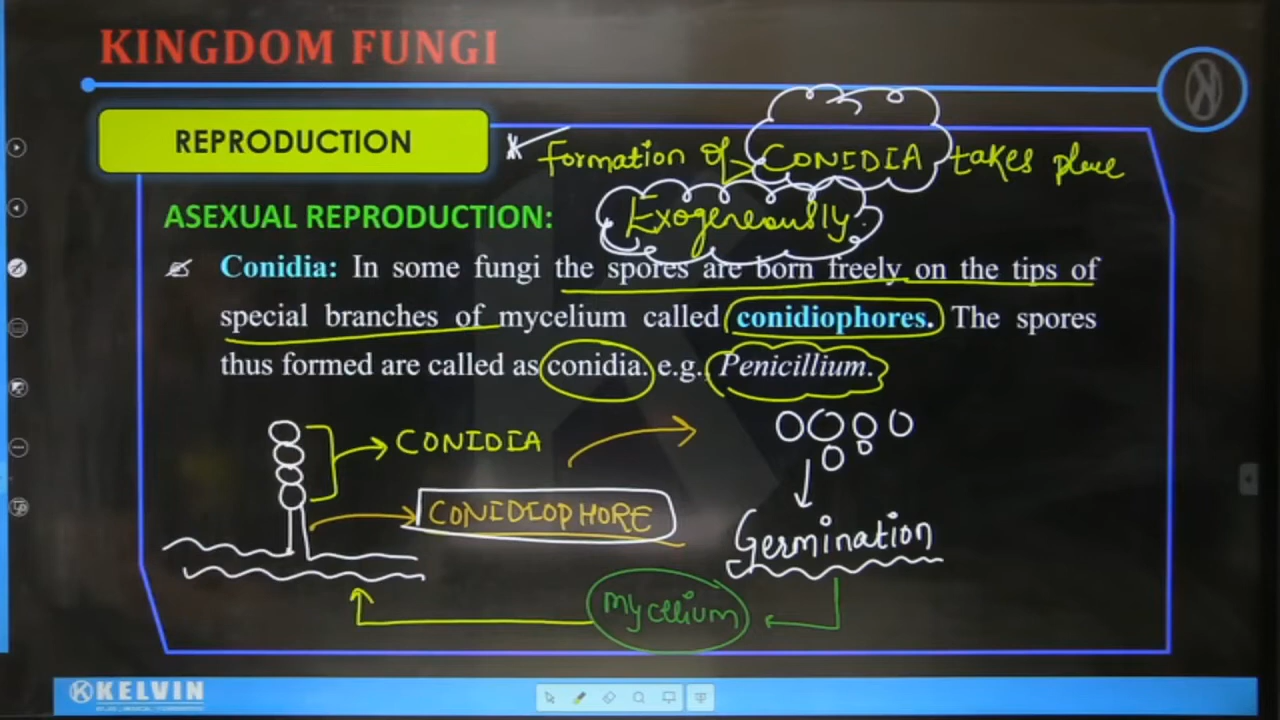 KINGDOM FUNGI
REPRODUCTION
* Formation of CONIDIA takes place
Exogeneously.
ASEXUAL REPRODUCTION:
Conidia: In some fungi the spores are born freely on the tips of
special branches of mycelium called conidiophores. The spores
thus formed are called as conidia. e.g., Penicillium.
CONIDIA
CONIDIOPHORE
Germination
mycelium
KELVIN